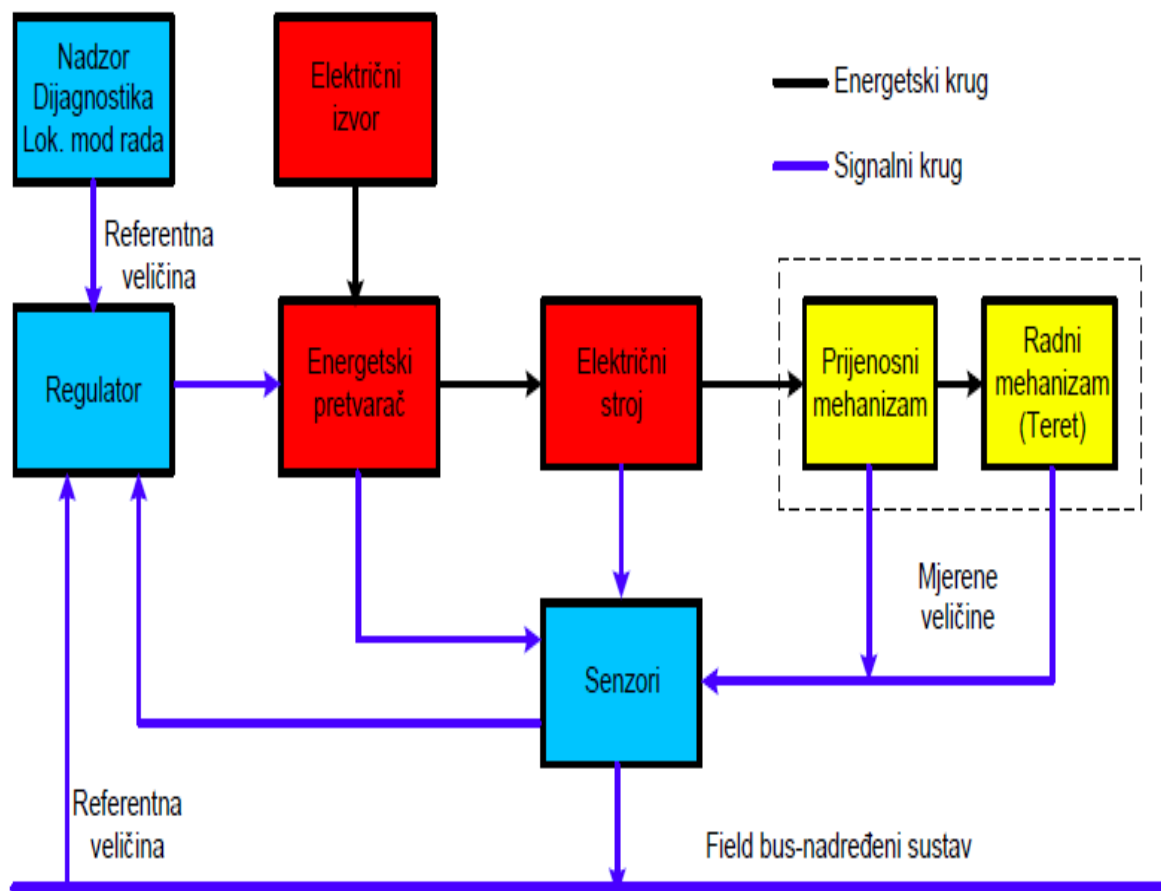 Nadzor
Dijagnostika
Lok. mod rada
Električni
izvor
Energetski krug
Signalni krug
Referentna
veličina
Regulator
Energetski
pretvarač
Električni
stroj
Prijenosni
mehanizam
Radni
mehanizam
(Teret)
Mjerene
veličine
Senzori
Referentna
veličina
Field bus-nadređeni sustav